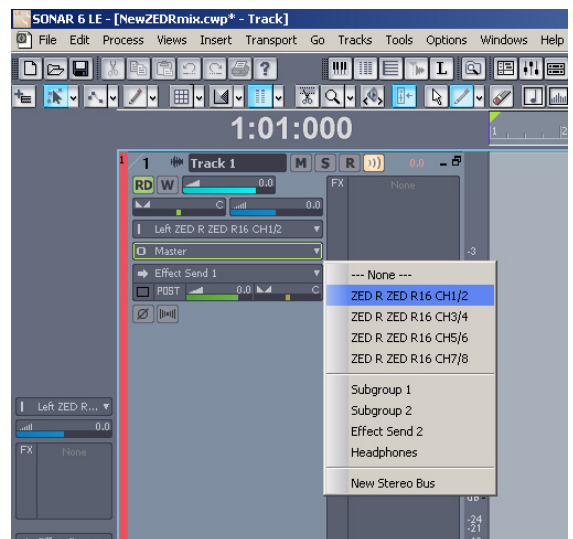 SONAR 6 LE - [NewZEDRmix.cwp* - Track]
File Edit Process Views Insert Transport Go Tracks Tools Options Windows Help
L
1:01:000
1 2
1 1 Track 1 M S R 0.0
RD W 0.0 FX None
C 0.0
Left ZED R ZED R16 CH1/2
Master
-3
Effect Send 1
POST 0.0 C
--- None ---
ZED R ZED R16 CH1/2
ZED R ZED R16 CH3/4
ZED R ZED R16 CH5/6
ZED R ZED R16 CH7/8
Subgroup 1
Subgroup 2
Effect Send 2
Headphones
New Stereo Bus
Left ZED R...
0.0
FX None
-24
-21